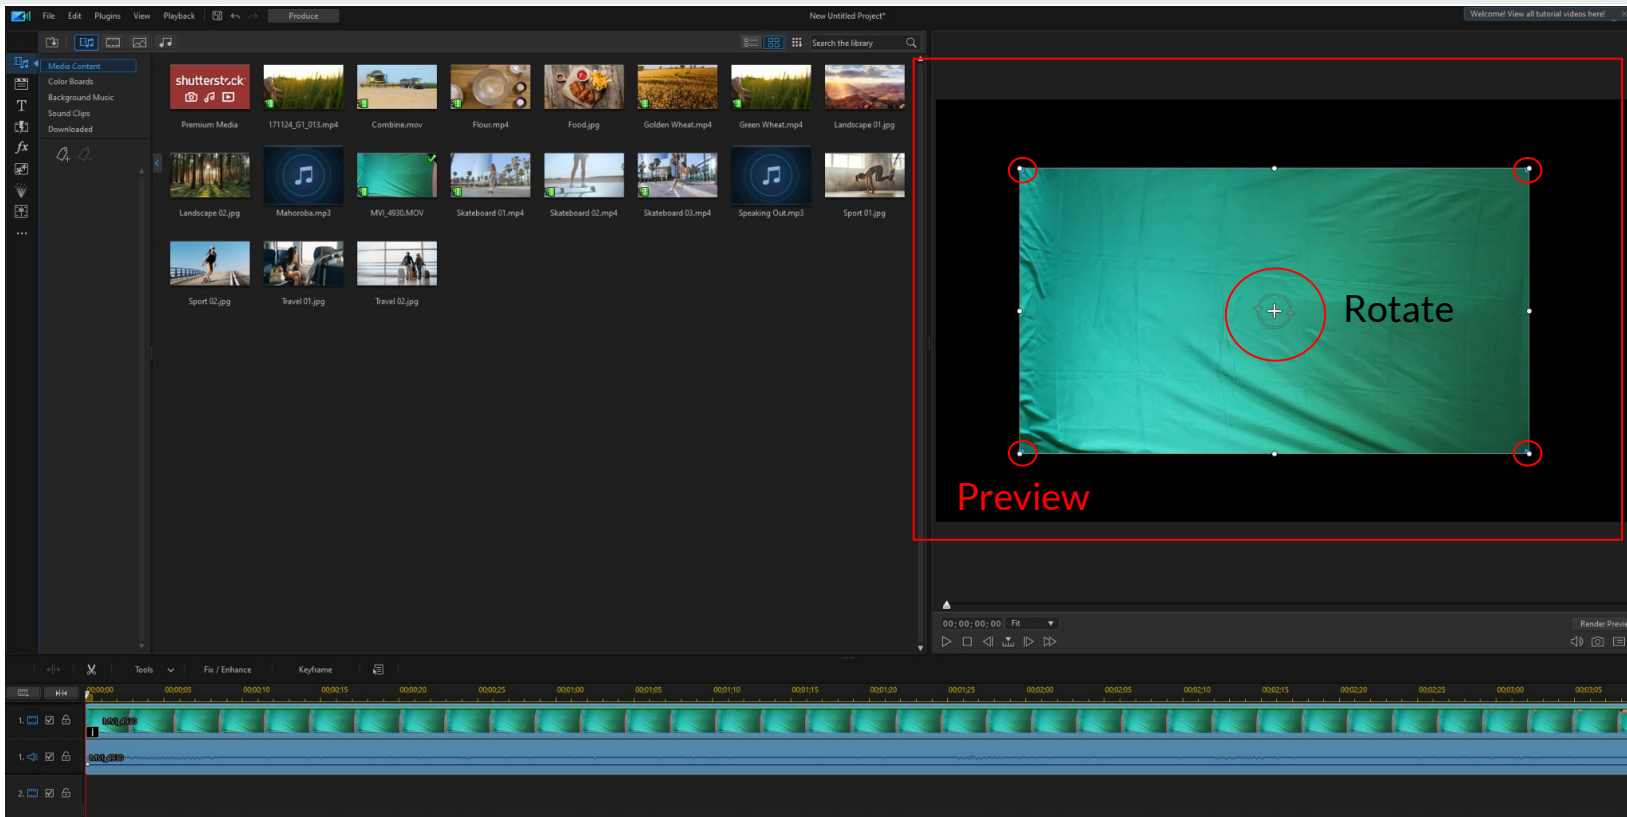 File Edit Plugins View Playback Produce New Untitled Project* Welcome! View all tutorial videos here!
Search the library
Media Content
Color Boards
Background Music
Sound Clips
Downloaded
shutterstock
Premium Media 171124_G1_013.mp4 Combine.mov Flour.mp4 Food.jpg Golden Wheat.mp4 Green Wheat.mp4 Landscape 01.jpg
Landscape 02.jpg Mahoroba.mp3 MVI_4930.MOV Skateboard 01.mp4 Skateboard 02.mp4 Skateboard 03.mp4 Speaking Out.mp3 Sport 01.jpg
Sport 02.jpg Travel 01.jpg Travel 02.jpg
Rotate
Preview
00;00;00;00 Fit Render Previe
Tools Fix / Enhance Keyframe
00;00;00 00;00;05 00;00;10 00;00;15 00;00;20 00;00;25 00;01;00 00;01;05 00;01;10 00;01;15 00;01;20 00;01;25 00;02;00 00;02;05 00;02;10 00;02;15 00;02;20 00;02;25 00;03;00 00;03;05
1. MVI_4930
1. MVI_4930
2.